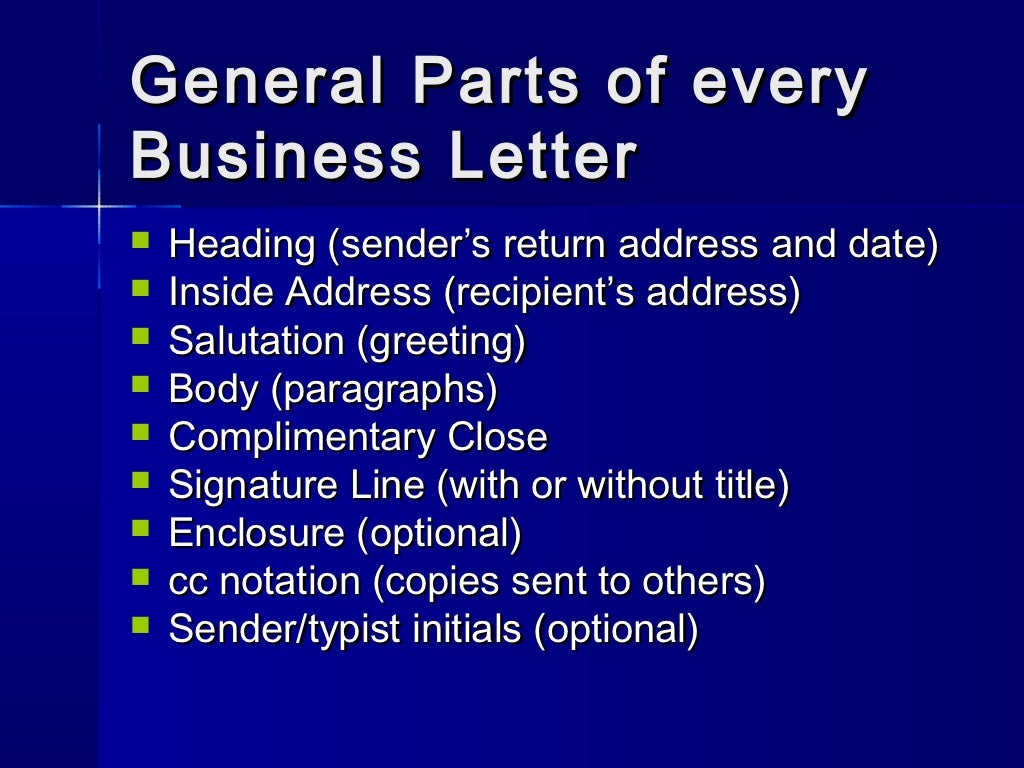 General Parts of every
Business Letter
Heading (sender’s return address and date)
Inside Address (recipient’s address)
Salutation (greeting)
Body (paragraphs)
Complimentary Close
Signature Line (with or without title)
Enclosure (optional)
cc notation (copies sent to others)
Sender/typist initials (optional)